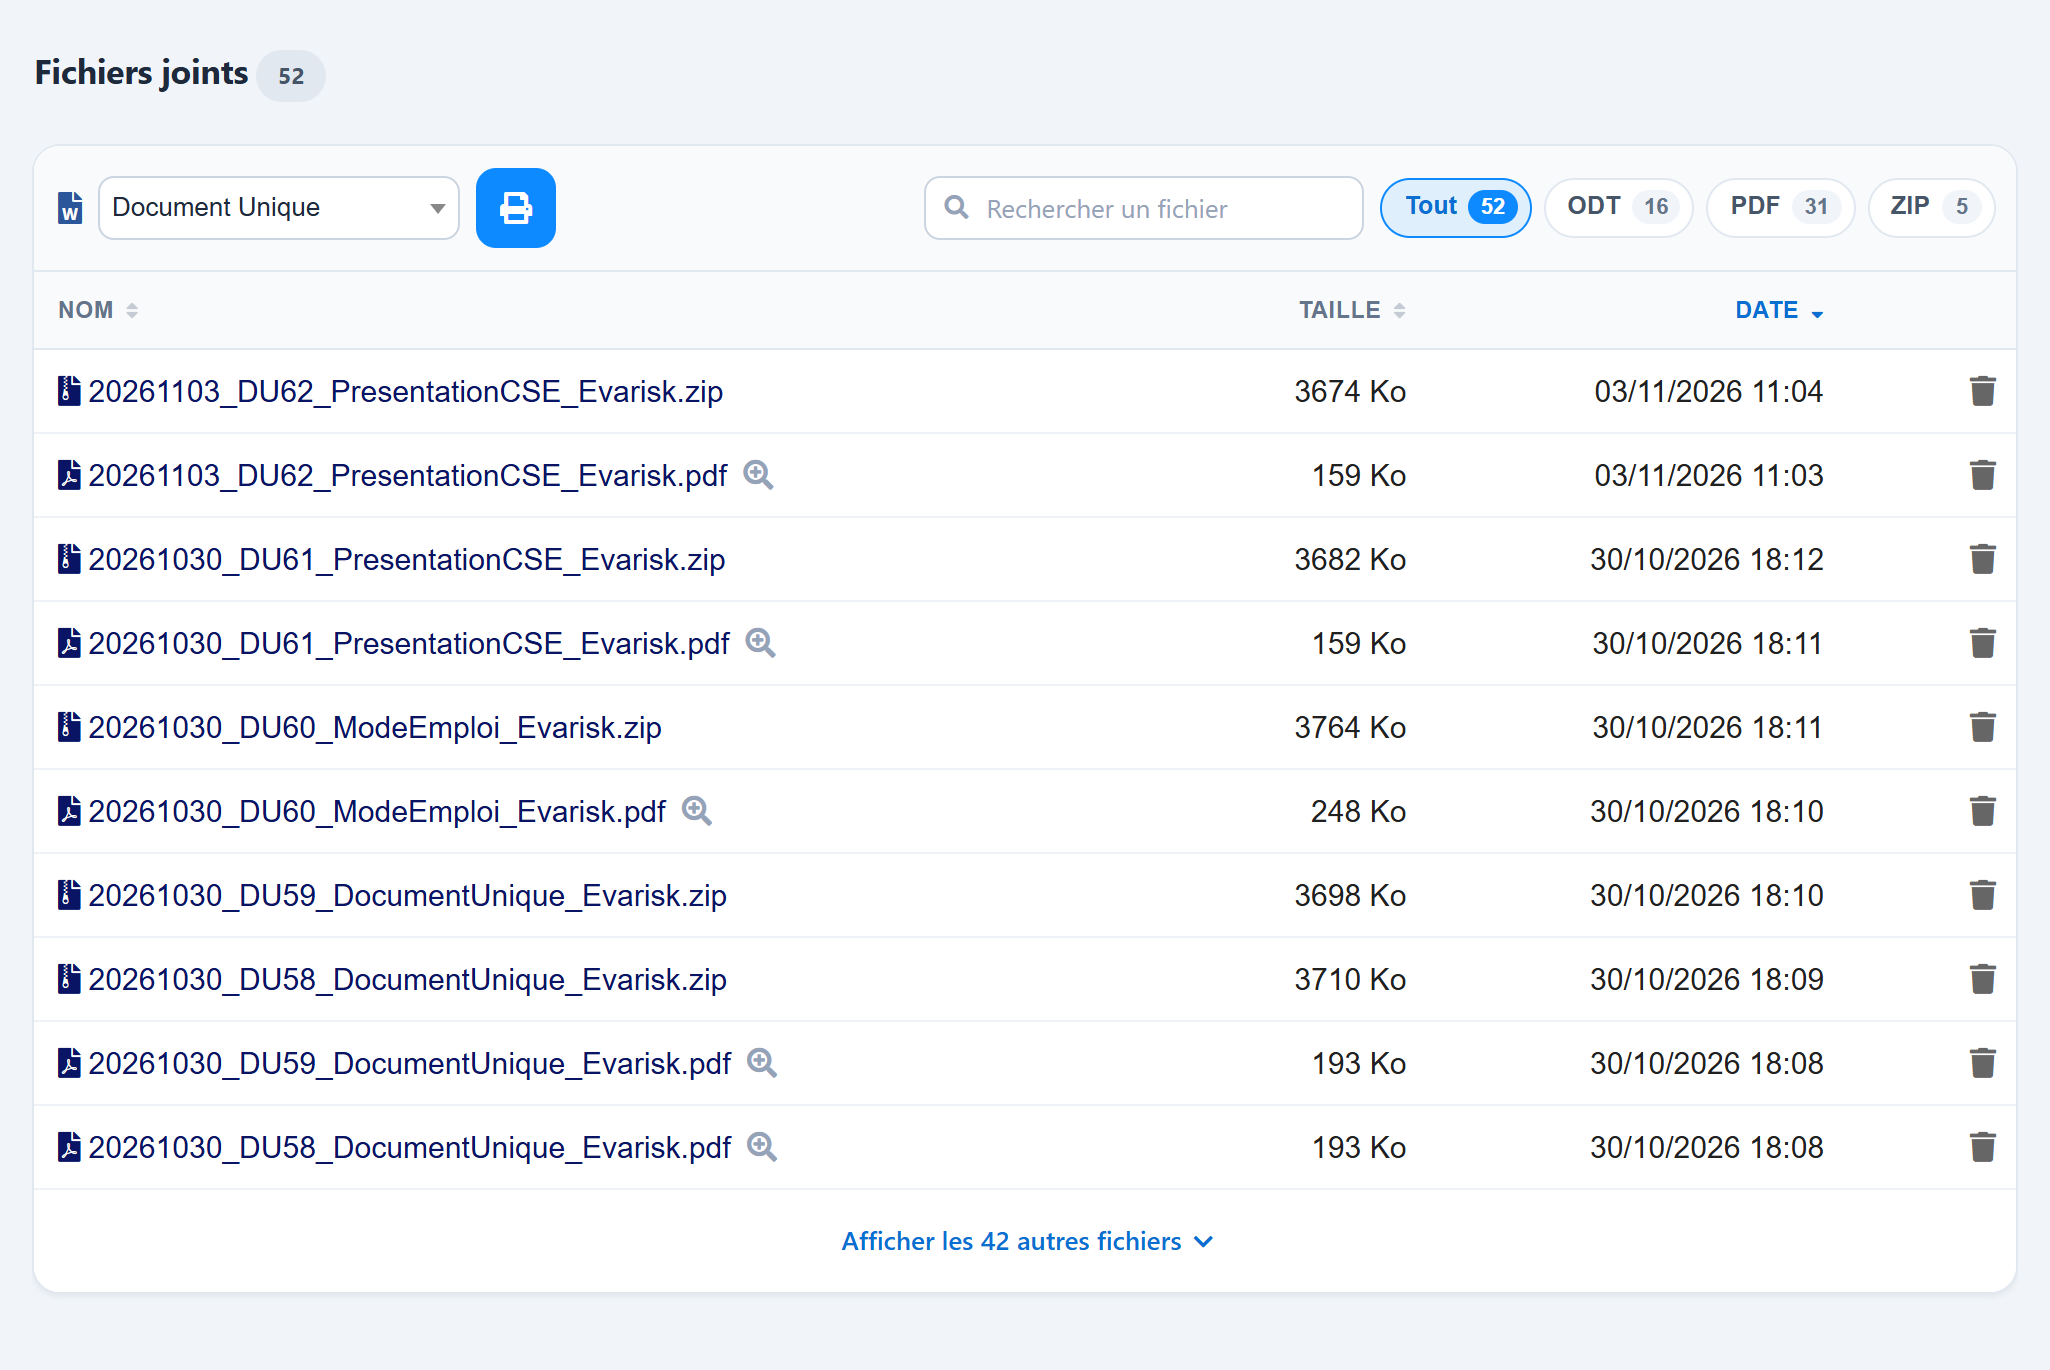 Fichiers joints 52
Document Unique Rechercher un fichier Tout 52 ODT 16 PDF 31 ZIP 5
NOM TAILLE DATE
20261103_DU62_PresentationCSE_Evarisk.zip 3674 Ko 03/11/2026 11:04
20261103_DU62_PresentationCSE_Evarisk.pdf 159 Ko 03/11/2026 11:03
20261030_DU61_PresentationCSE_Evarisk.zip 3682 Ko 30/10/2026 18:12
20261030_DU61_PresentationCSE_Evarisk.pdf 159 Ko 30/10/2026 18:11
20261030_DU60_ModeEmploi_Evarisk.zip 3764 Ko 30/10/2026 18:11
20261030_DU60_ModeEmploi_Evarisk.pdf 248 Ko 30/10/2026 18:10
20261030_DU59_DocumentUnique_Evarisk.zip 3698 Ko 30/10/2026 18:10
20261030_DU58_DocumentUnique_Evarisk.zip 3710 Ko 30/10/2026 18:09
20261030_DU59_DocumentUnique_Evarisk.pdf 193 Ko 30/10/2026 18:08
20261030_DU58_DocumentUnique_Evarisk.pdf 193 Ko 30/10/2026 18:08
Afficher les 42 autres fichiers